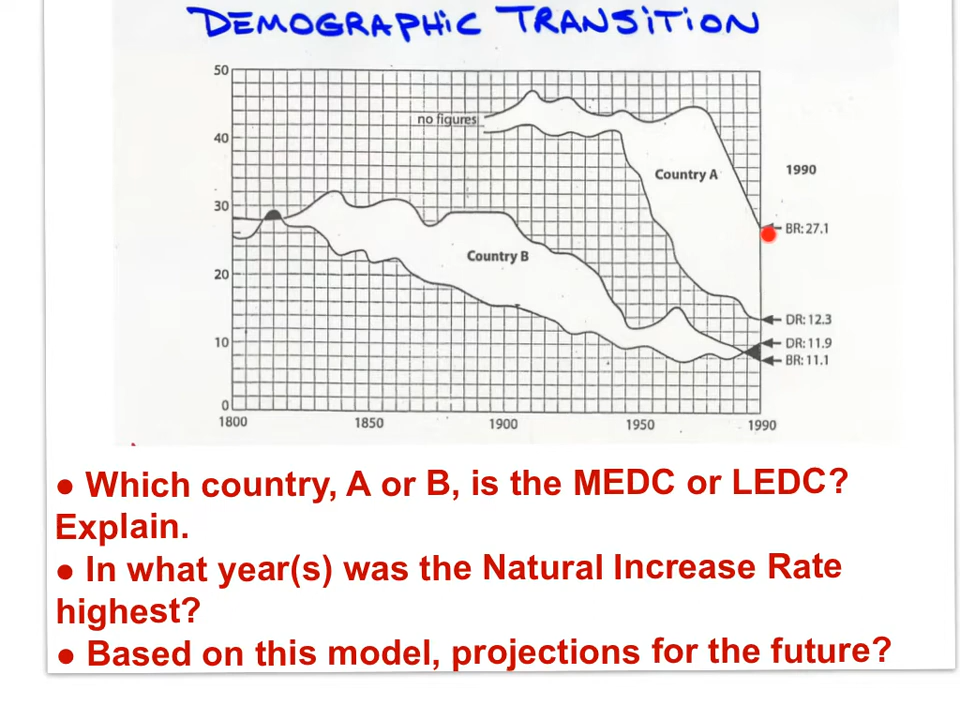 DEMOGRAPHIC TRANSITION
50
no figures
40
Country A
1990
30
BR: 27.1
Country B
20
DR: 12.3
DR: 11.9
10
BR: 11.1
0
1800
1850
1900
1950
1990
● Which country, A or B, is the MEDC or LEDC?
Explain.
● In what year(s) was the Natural Increase Rate
highest?
● Based on this model, projections for the future?